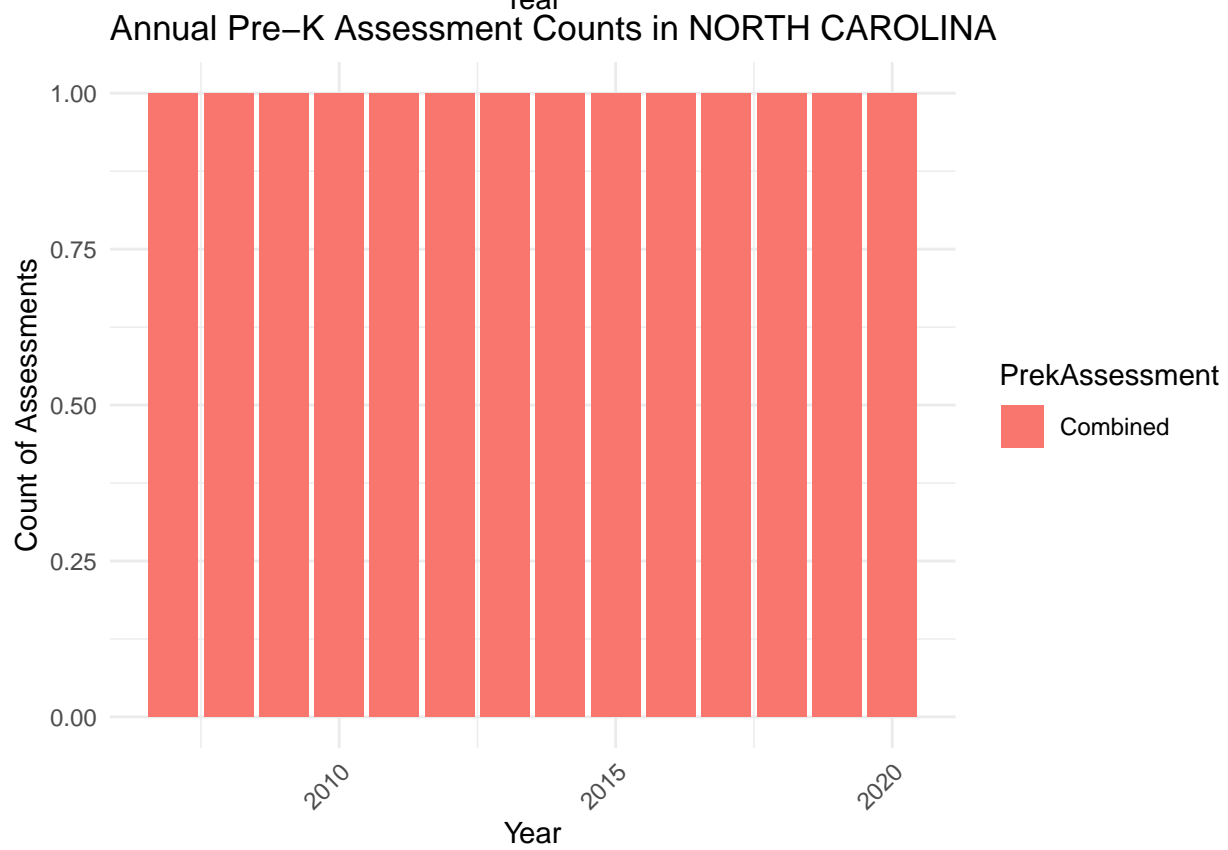 Year
Annual Pre−K Assessment Counts in NORTH CAROLINA
1.00
0.75
0.50
0.25
0.00
Count of Assessments
2010
2015
2020
Year
PrekAssessment
Combined